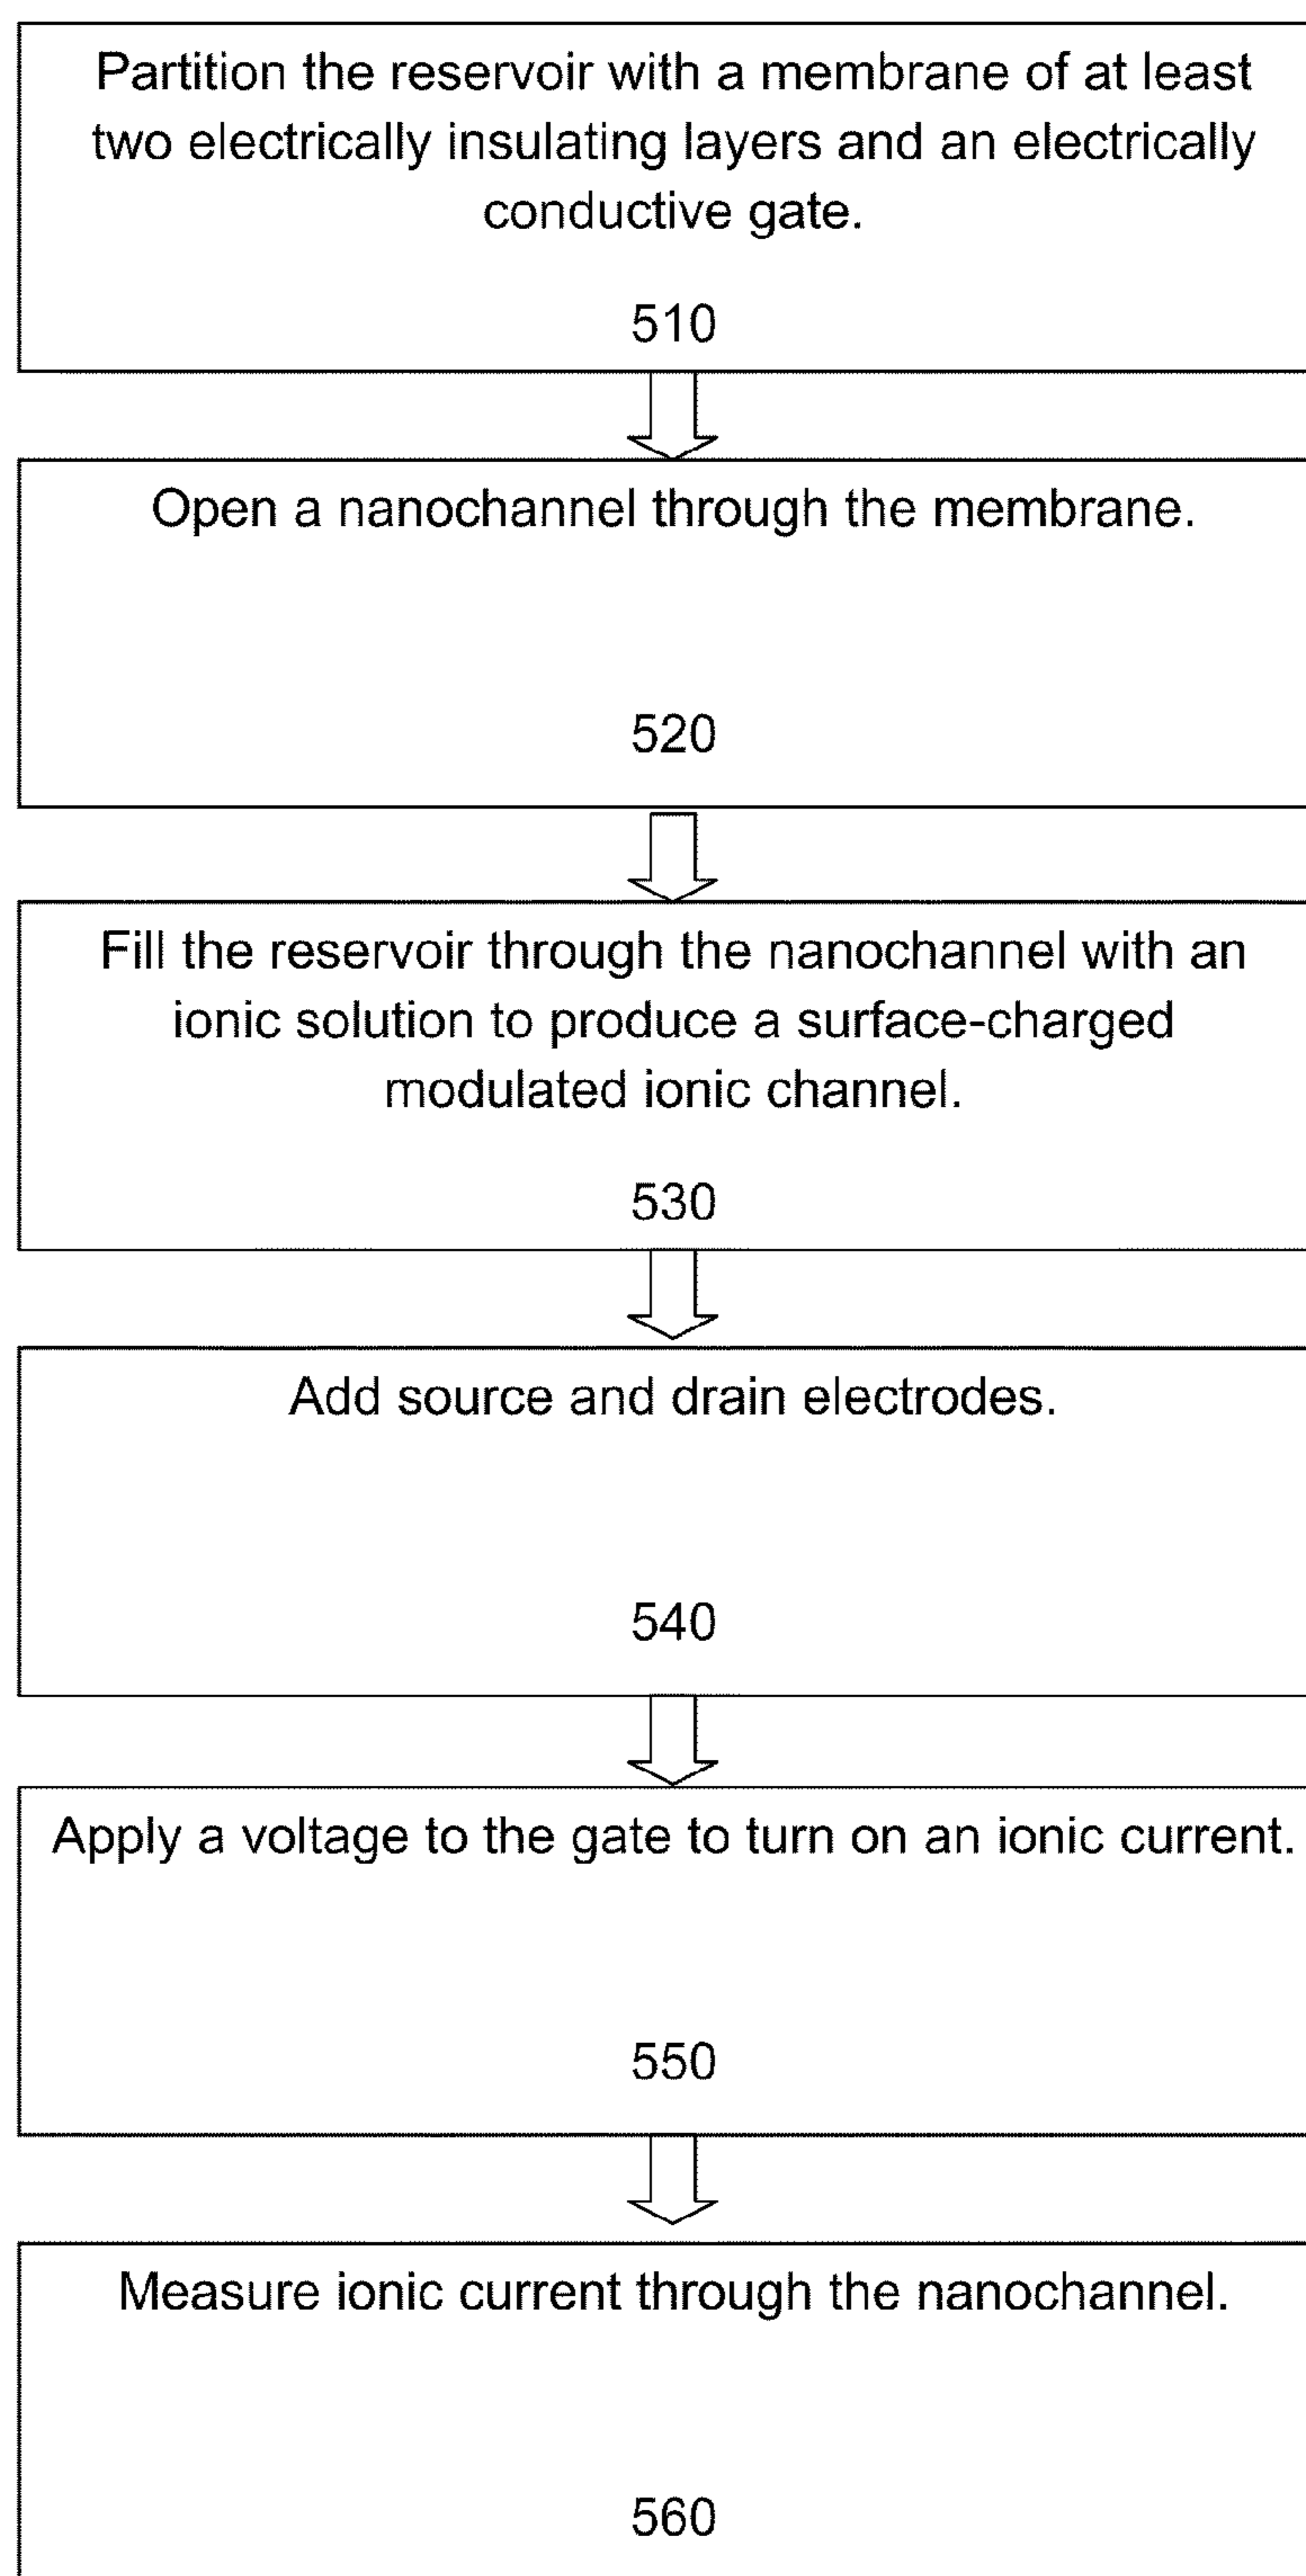 Partition the reservoir with a membrane of at least
two electrically insulating layers and an electrically
conductive gate.
510
Open a nanochannel through the membrane.
520
Fill the reservoir through the nanochannel with an
ionic solution to produce a surface-charged
modulated ionic channel.
530
Add source and drain electrodes.
540
Apply a voltage to the gate to turn on an ionic current.
550
Measure ionic current through the nanochannel.
560